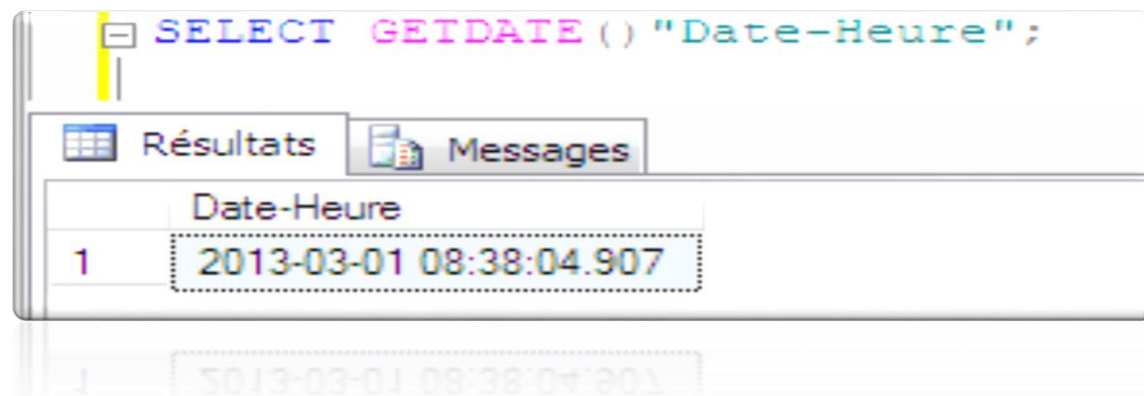 SELECT GETDATE()"Date-Heure";
Résultats Messages
Date-Heure
1 2013-03-01 08:38:04.907